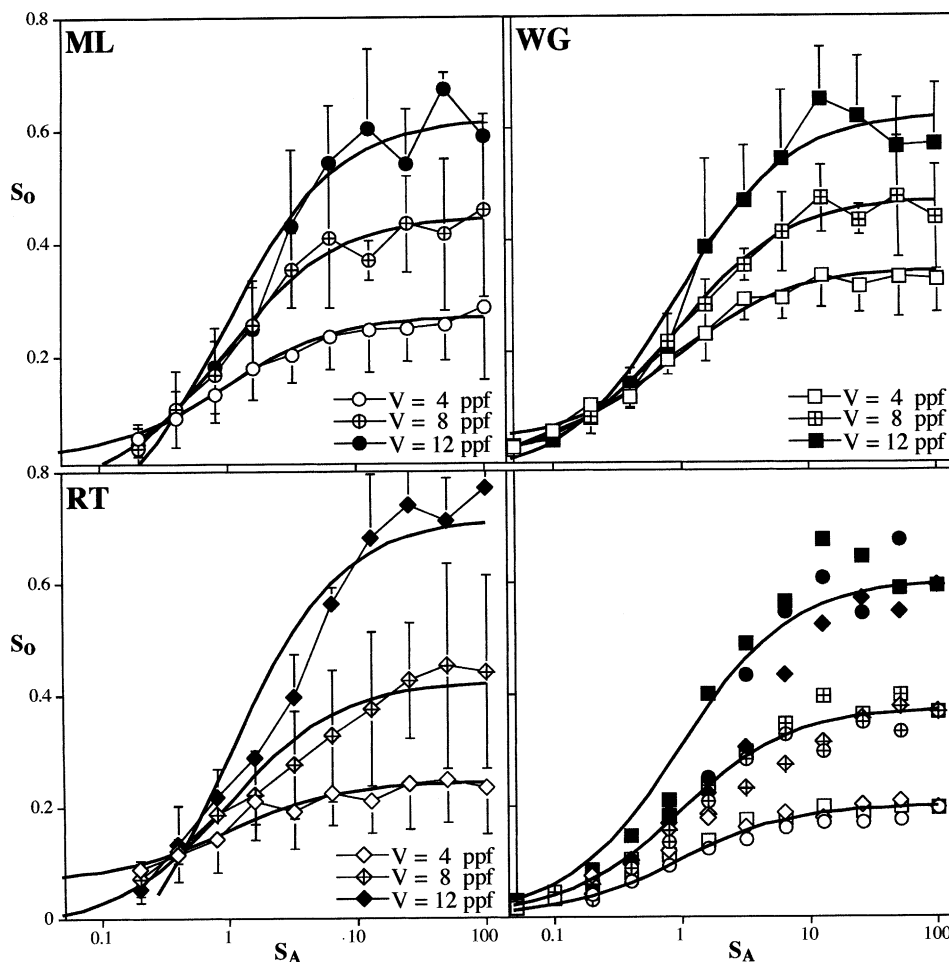 ML
WG
0.8
0.6
So
0.4
0.2
V = 4 ppf
V = 8 ppf
V = 12 ppf
V = 4 ppf
V = 8 ppf
V = 12 ppf
RT
0.8
0.6
So
0.4
0.2
0
V = 4 ppf
V = 8 ppf
V = 12 ppf
0.1 1 10 100
0.1 1 10 100
SA
SA